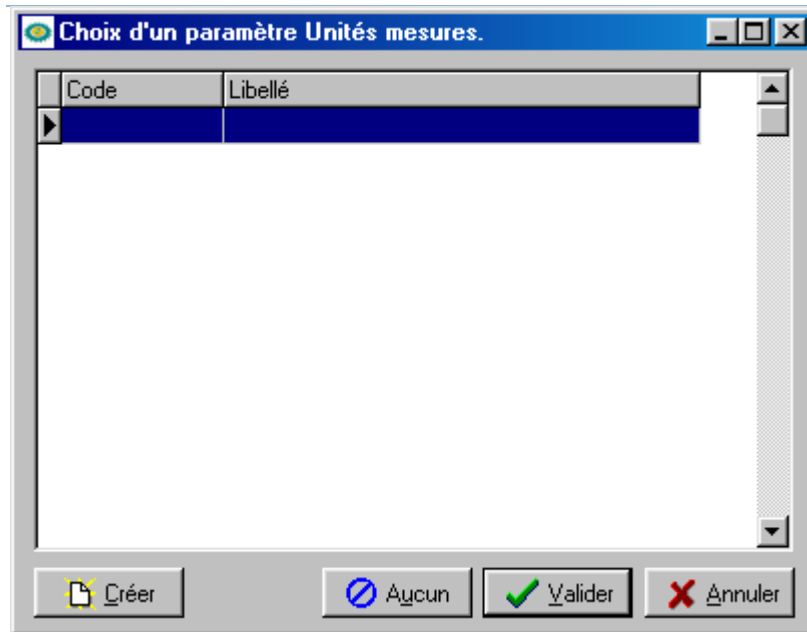 Choix d'un paramètre Unités mesures.
Code Libellé
Créer Aucun Valider Annuler